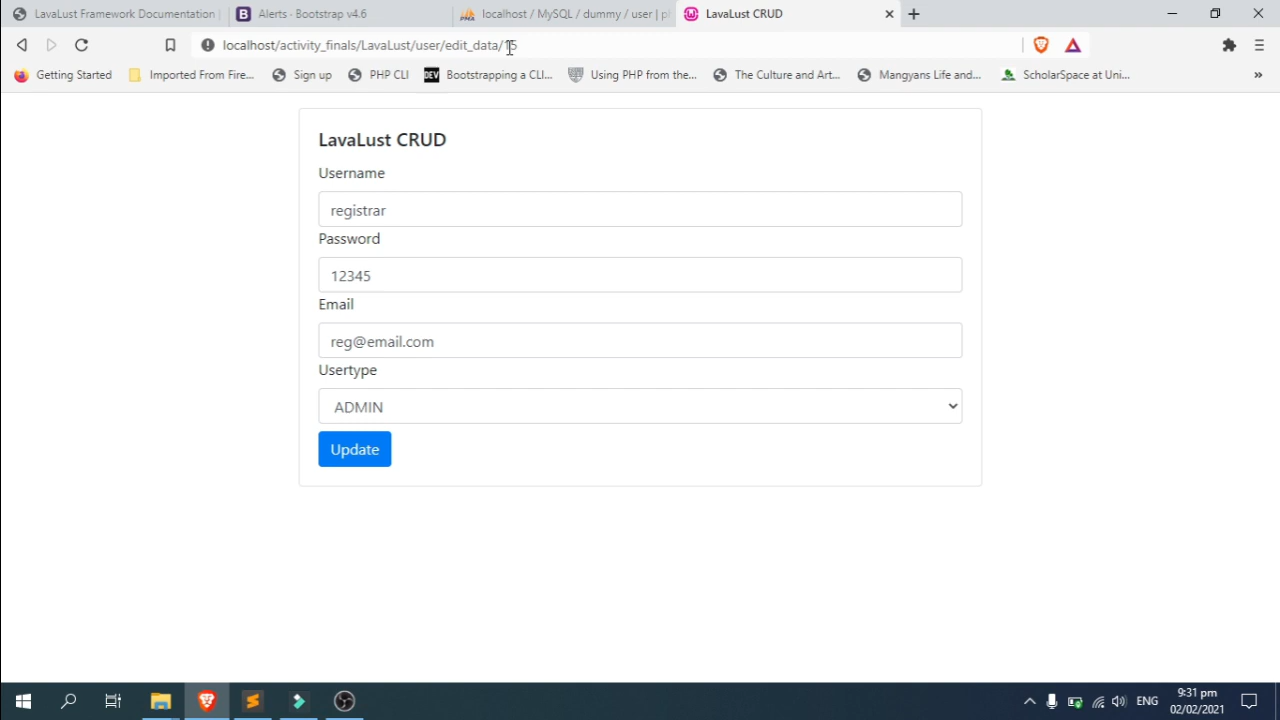 LavaLust Framework Documentation
Alerts · Bootstrap v4.6
localhost / MySQL / dummy / user | p
LavaLust CRUD
localhost/activity_finals/LavaLust/user/edit_data/15
Getting Started
Imported From Fire...
Sign up
PHP CLI
DEV
Bootstrapping a CLI...
Using PHP from the...
The Culture and Art...
Mangyans Life and...
ScholarSpace at Uni...
»
LavaLust CRUD
Username
registrar
Password
12345
Email
reg@email.com
Usertype
ADMIN
Update
ENG
9:31 pm
02/02/2021